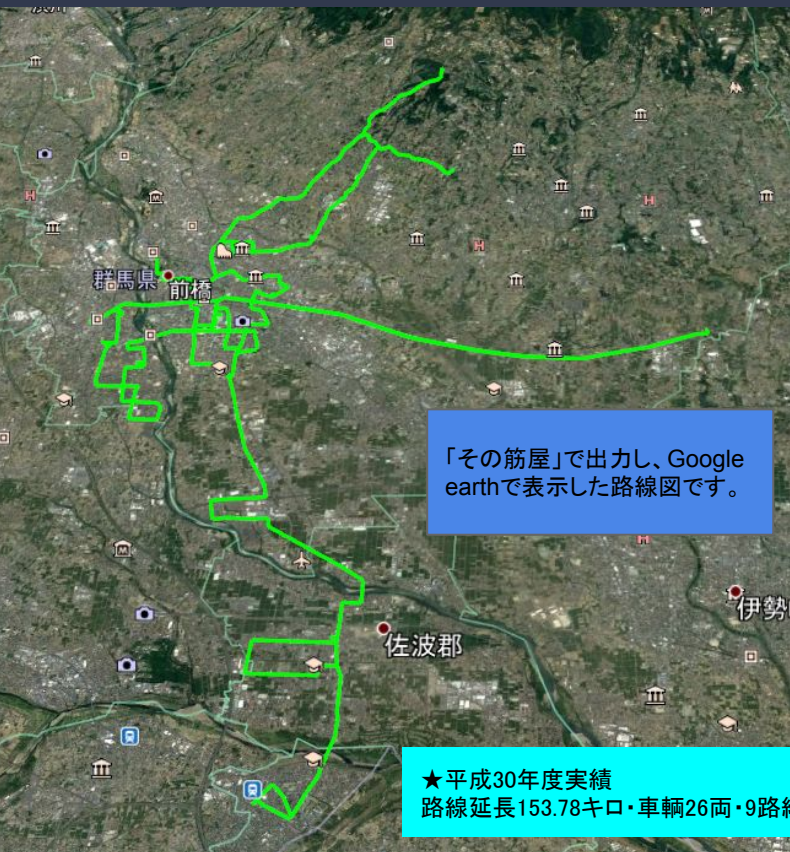 渋川
群馬県
前橋
「その筋屋」で出力し、Google
earthで表示した路線図です。
伊勢
佐波郡
★平成30年度実績
路線延長153.78キロ・車輌26両・9路線